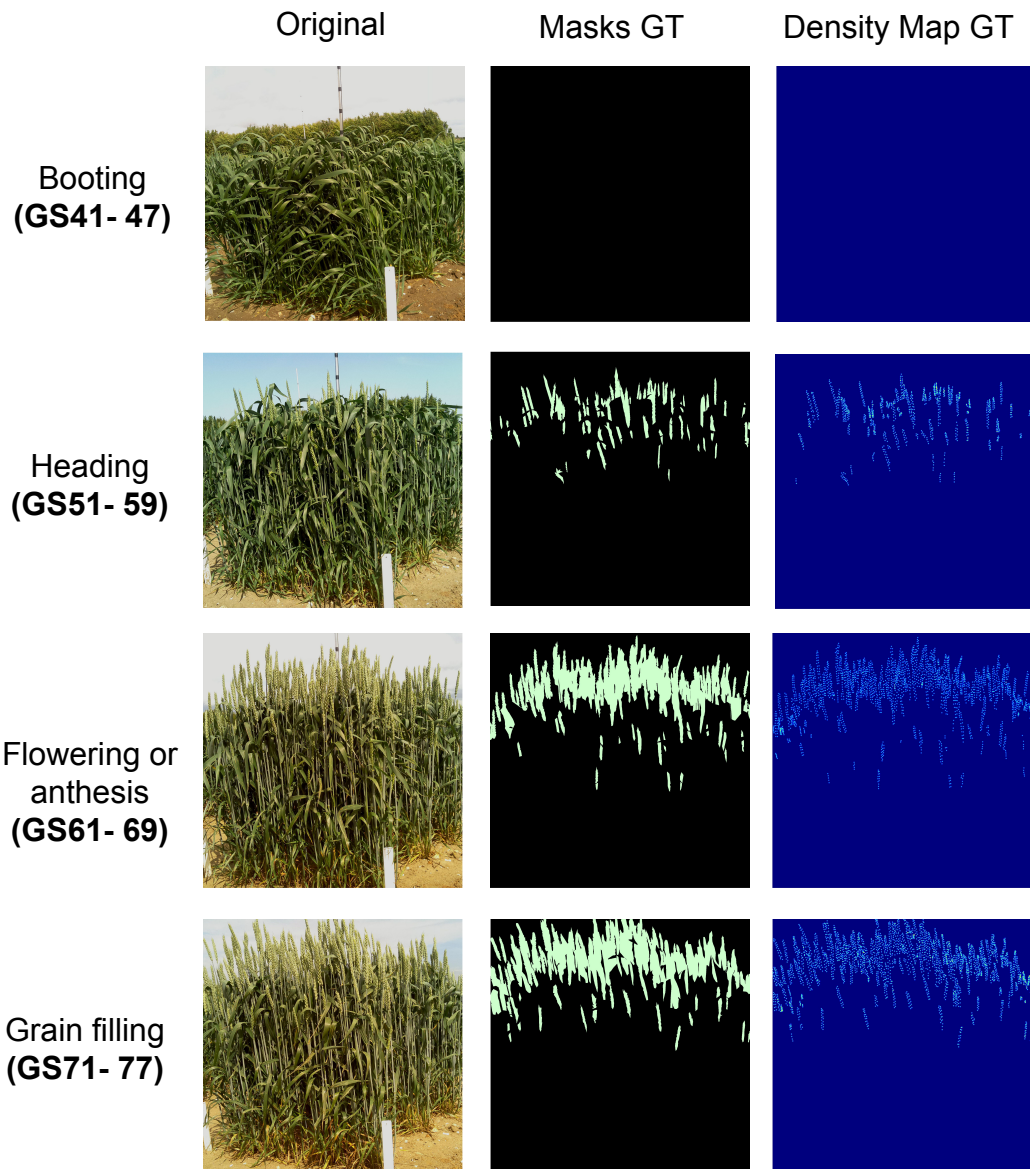 Original
Masks GT
Density Map GT
Booting
(GS41- 47)
Heading
(GS51- 59)
Flowering or
anthesis
(GS61- 69)
Grain filling
(GS71- 77)